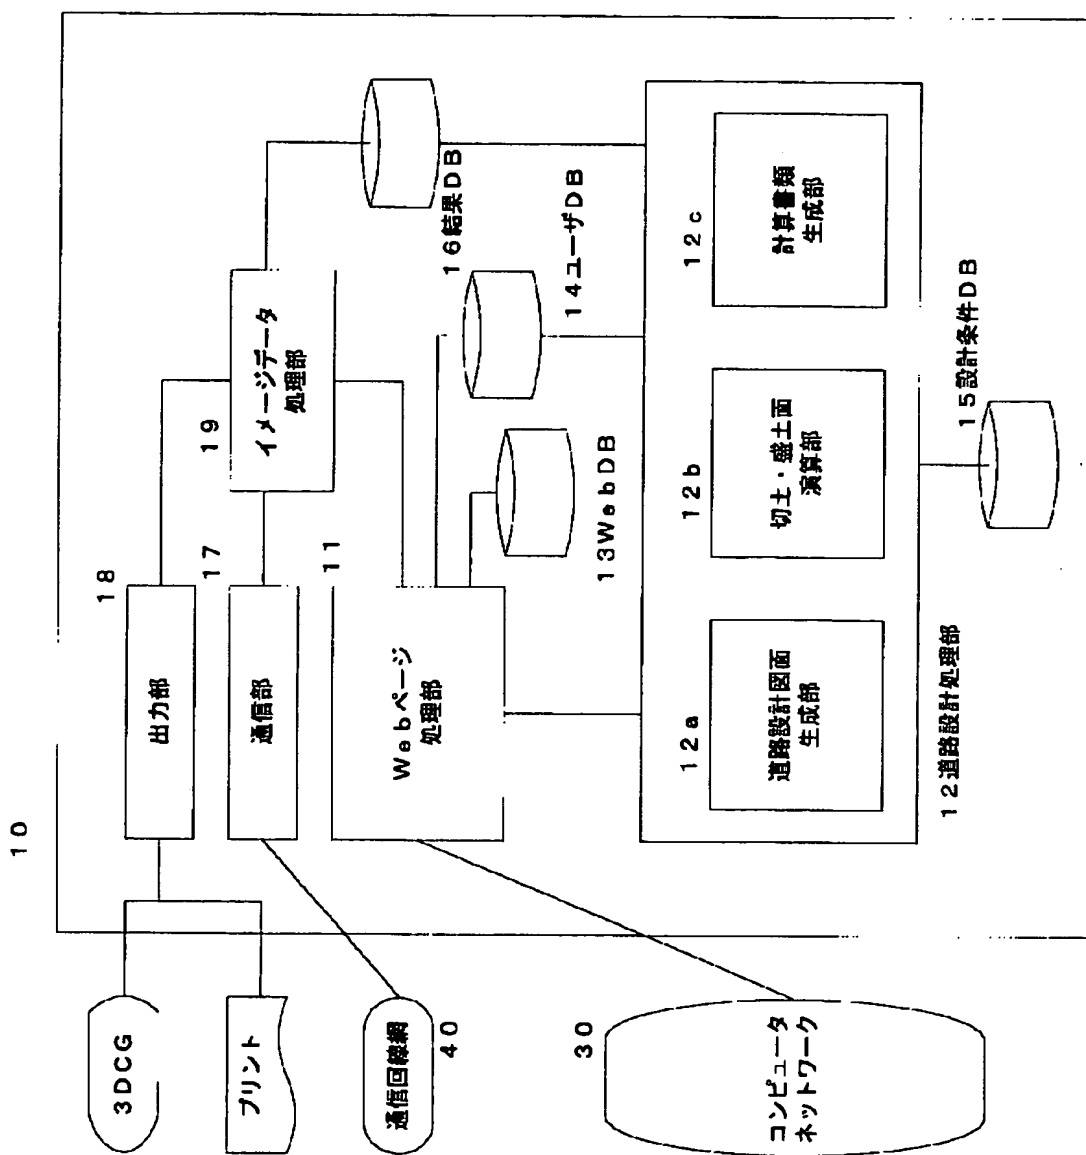 10
3DCG
プリント
通信回線網
40
30
コンピュータ
ネットワーク
18
出力部
17
通信部
11
Webページ
処理部
19
イメージデータ
処理部
16結果DB
14ユーザDB
13WebDB
12a
道路設計図面
生成部
12b
切土・盛土面
演算部
12c
計算書類
生成部
12道路設計処理部
15設計条件DB